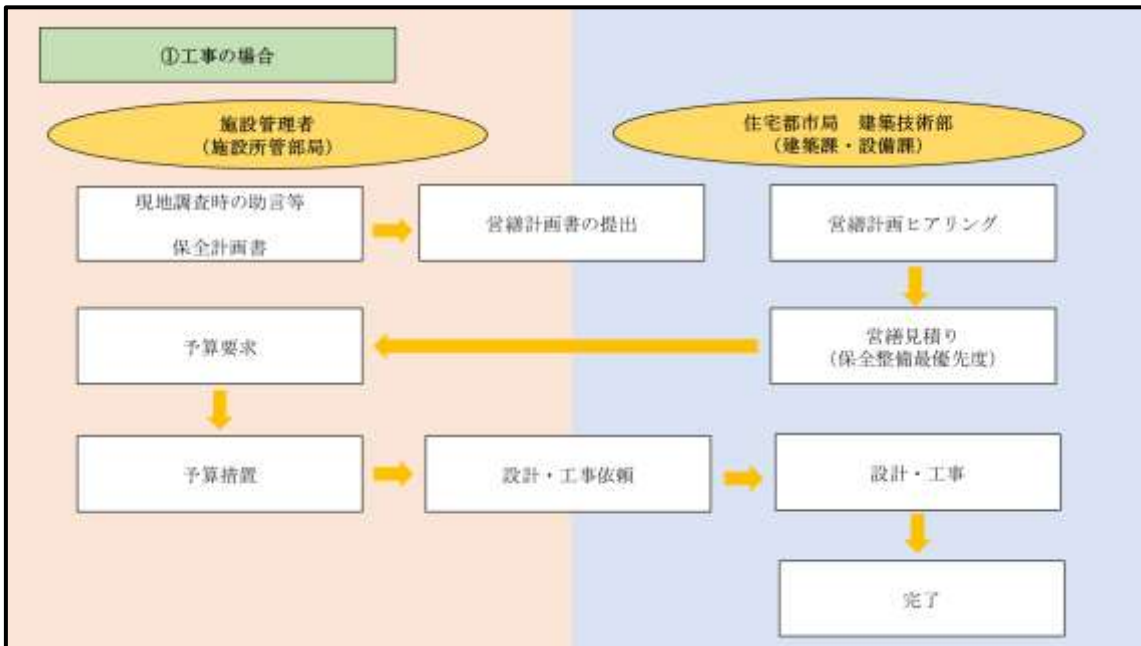 ①工事の場合
施設管理者
(施設所管部局)
住宅都市局 建築技術部
(建築課・設備課)
現地調査時の助言等
保全計画書
営繕計画書の提出
営繕計画ヒアリング
予算要求
営繕見積り
(保全整備最優先度)
予算措置
設計・工事依頼
設計・工事
完了